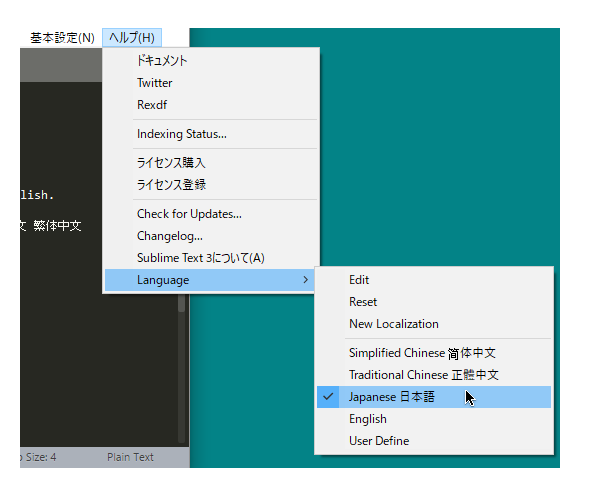 基本設定(N) ヘルプ(H)
ドキュメント
Twitter
Rexdf
Indexing Status...
ライセンス購入
ライセンス登録
lish.
Check for Updates...
文 繁体中文
Changelog...
Sublime Text 3について(A)
Language
Edit
Reset
New Localization
Simplified Chinese 简体中文
Traditional Chinese 正體中文
Japanese 日本語
English
User Define
Size: 4 Plain Text